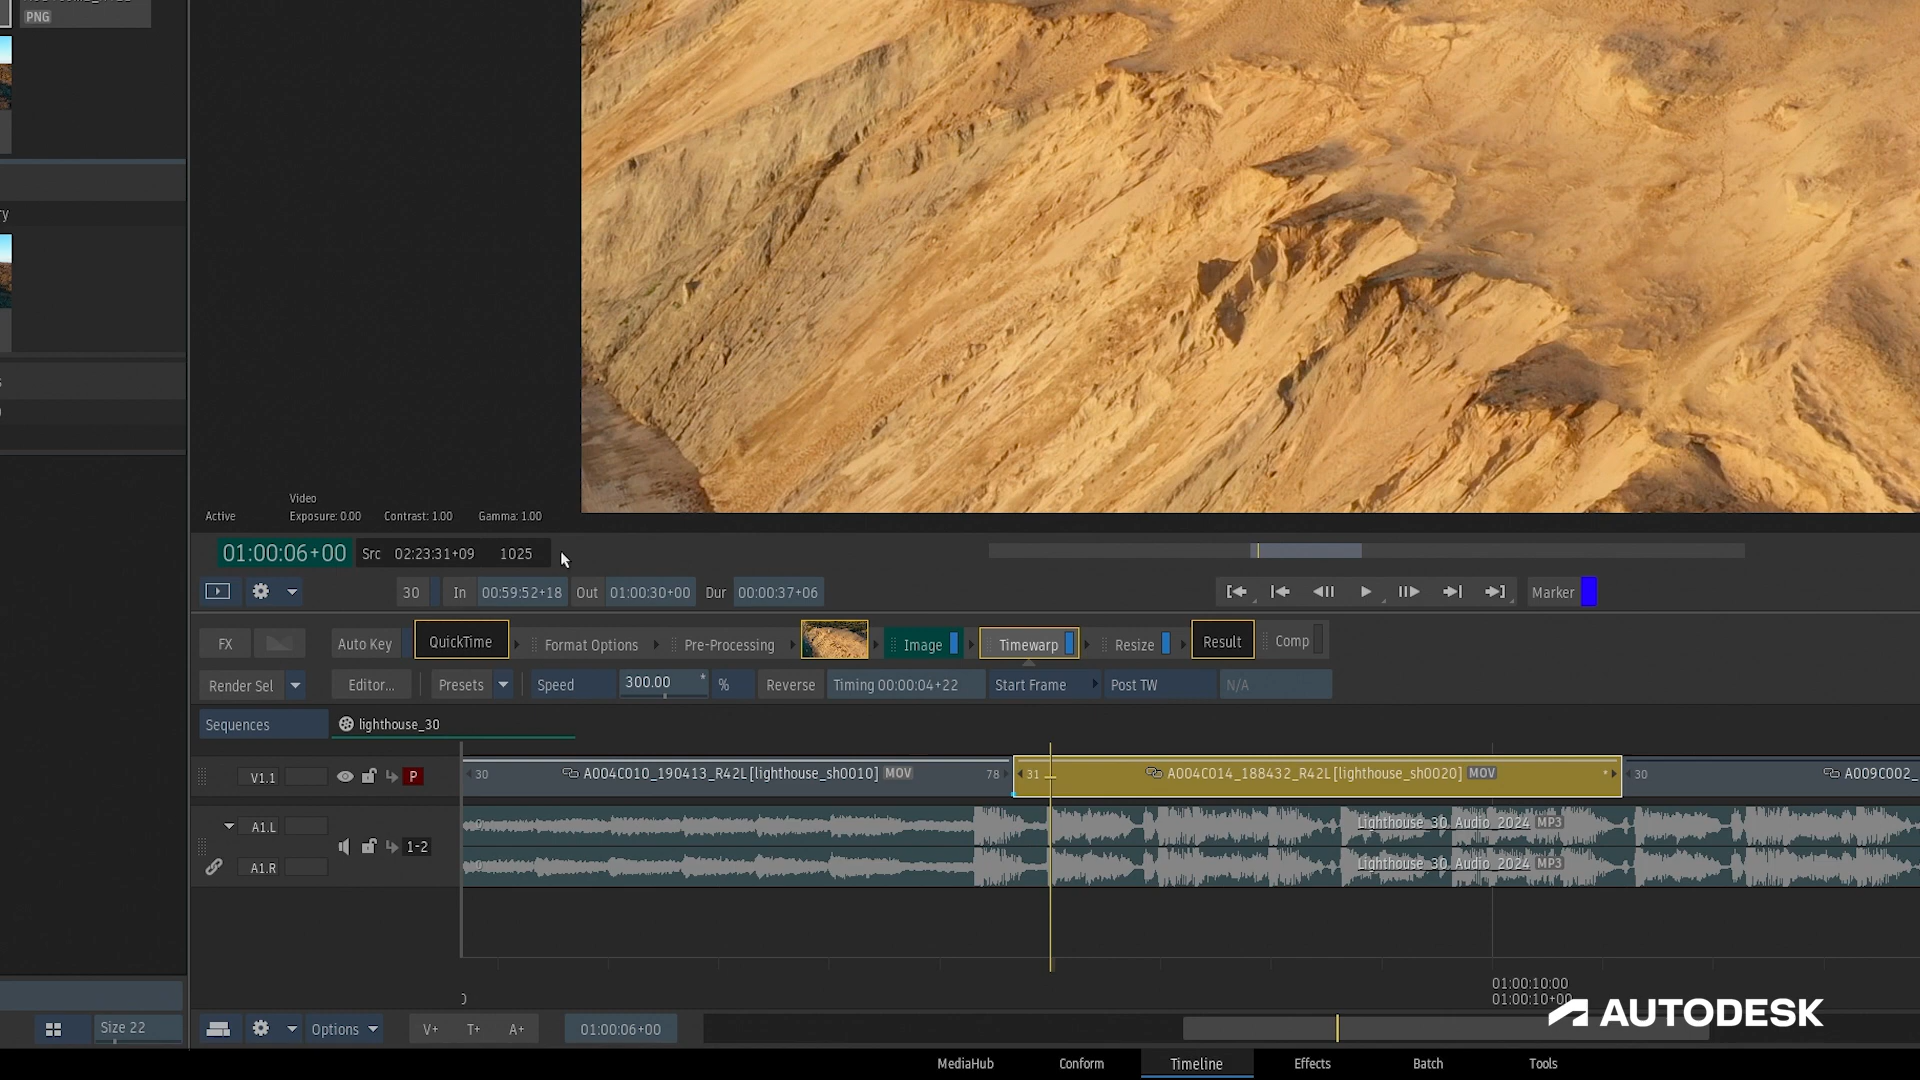 PNG
ry
Video
Active Exposure: 0.00 Contrast: 1.00 Gamma: 1.00
01:00:06+00 Src 02:23:31+09 1025
30 In 00:59:52+18 Out 01:00:30+00 Dur 00:00:37+06 Marker
FX Auto Key QuickTime Format Options Pre-Processing Image Timewarp Resize Result Comp
Render Sel Editor... Presets Speed 300.00 * % Reverse Timing 00:00:04+22 Start Frame Post TW N/A
Sequences lighthouse_30
V1.1 P 30 A004C010_190413_R42L[lighthouse_sh0010] MOV 78 31 A004C014_188432_R42L[lighthouse_sh0020] MOV * 30 A009C002_
A1.L Lighthouse_30_Audio_2024 MP3
1-2
A1.R Lighthouse_30_Audio_2024 MP3
01:00:10:00
01:00:10+00
Size 22 Options V+ T+ A+ 01:00:06+00
AUTODESK
MediaHub Conform Timeline Effects Batch Tools